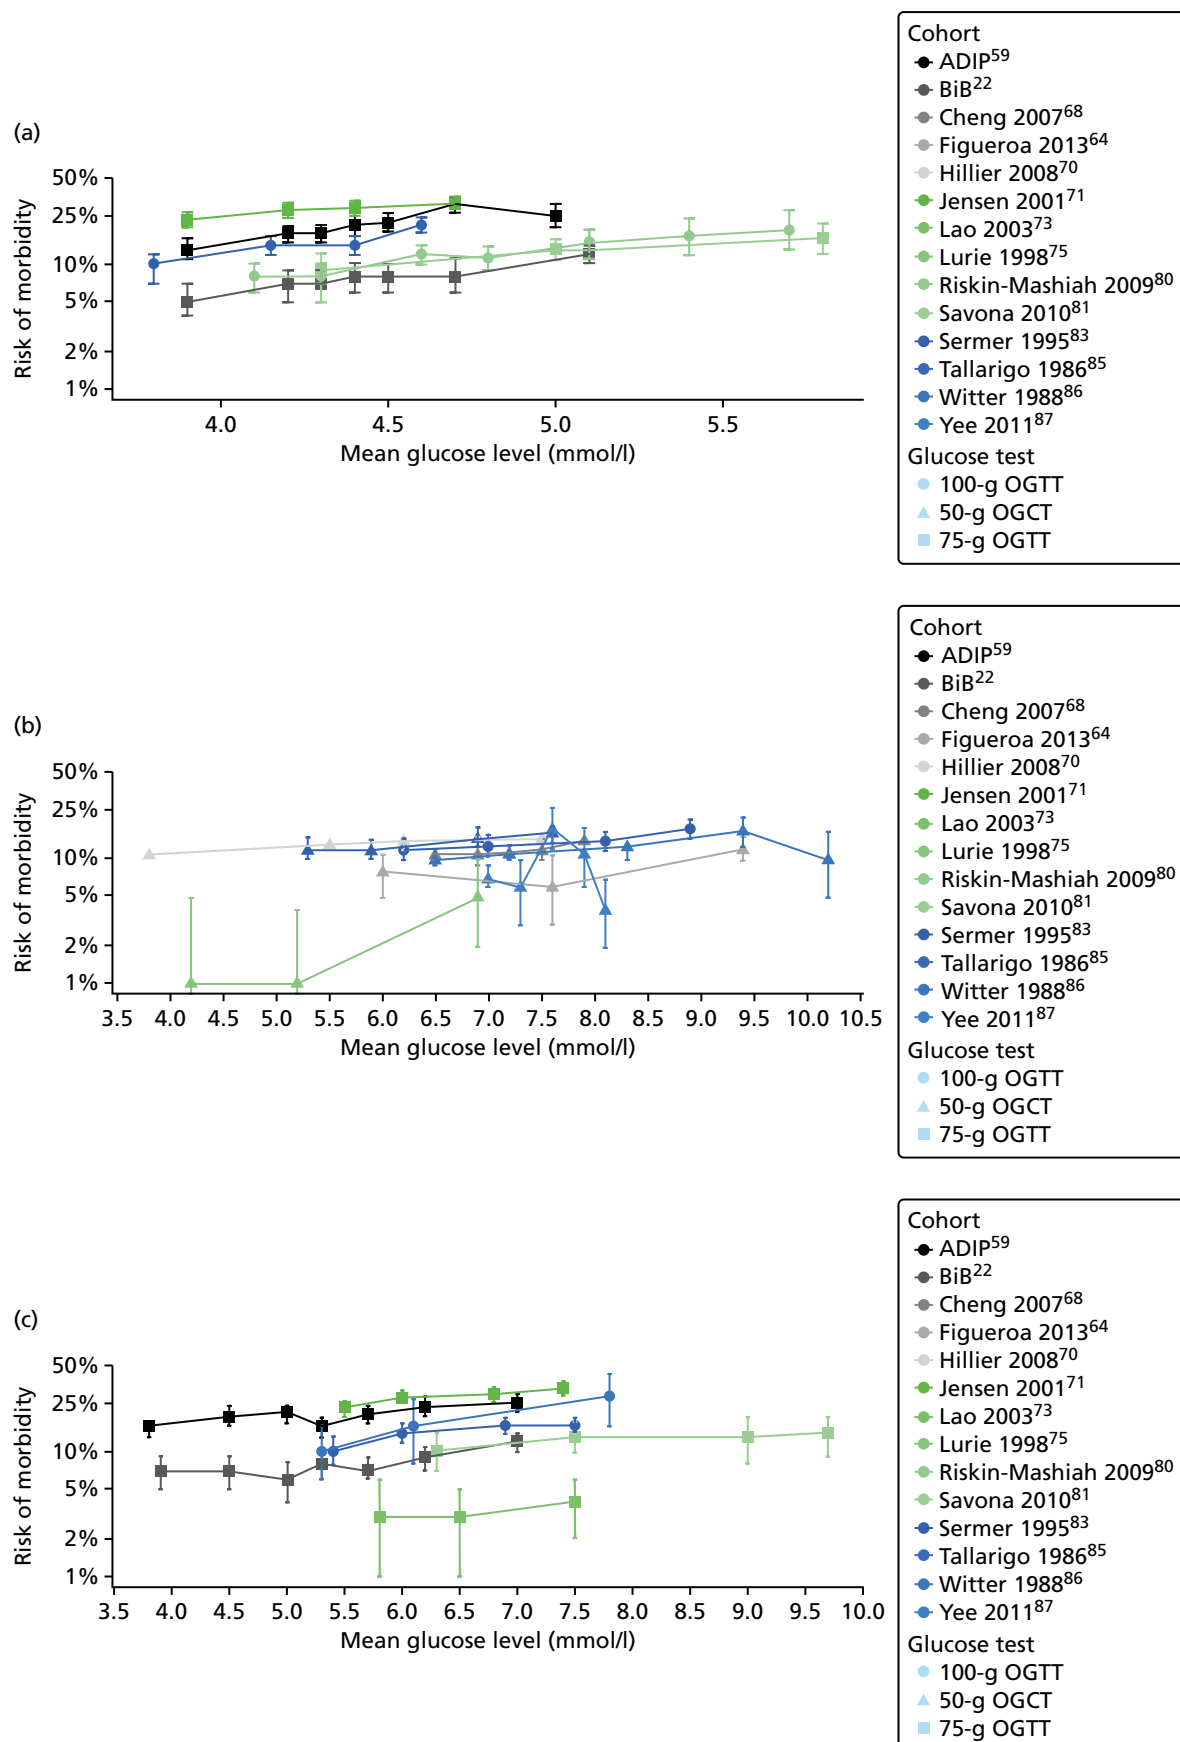 (a)
50%
25%
10%
5%
2%
1%
Risk of morbidity
4.0 4.5 5.0 5.5
Mean glucose level (mmol/l)
Cohort
ADIP59
BiB22
Cheng 200768
Figueroa 201364
Hillier 200870
Jensen 200171
Lao 200373
Lurie 199875
Riskin-Mashiah 200980
Savona 201081
Sermer 199583
Tallarigo 198685
Witter 198886
Yee 201187
Glucose test
100-g OGTT
50-g OGCT
75-g OGTT
(b)
50%
25%
10%
5%
2%
1%
Risk of morbidity
3.5 4.0 4.5 5.0 5.5 6.0 6.5 7.0 7.5 8.0 8.5 9.0 9.5 10.0 10.5
Mean glucose level (mmol/l)
Cohort
ADIP59
BiB22
Cheng 200768
Figueroa 201364
Hillier 200870
Jensen 200171
Lao 200373
Lurie 199875
Riskin-Mashiah 200980
Savona 201081
Sermer 199583
Tallarigo 198685
Witter 198886
Yee 201187
Glucose test
100-g OGTT
50-g OGCT
75-g OGTT
(c)
50%
25%
10%
5%
2%
1%
Risk of morbidity
3.5 4.0 4.5 5.0 5.5 6.0 6.5 7.0 7.5 8.0 8.5 9.0 9.5 10.0
Mean glucose level (mmol/l)
Cohort
ADIP59
BiB22
Cheng 200768
Figueroa 201364
Hillier 200870
Jensen 200171
Lao 200373
Lurie 199875
Riskin-Mashiah 200980
Savona 201081
Sermer 199583
Tallarigo 198685
Witter 198886
Yee 201187
Glucose test
100-g OGTT
50-g OGCT
75-g OGTT